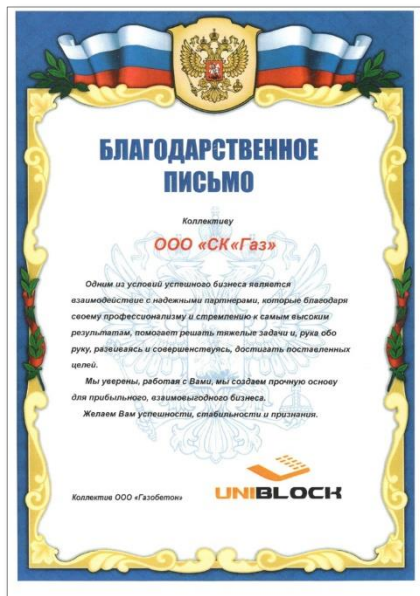 БЛАГОДАРСТВЕННОЕ
ПИСЬМО
Коллективу
ООО «СК«Газ»
Одним из условий успешного бизнеса является
взаимодействие с надежными партнерами, которые благодаря
своему профессионализму и стремлению к самым высоким
результатам, помогает решать тяжелые задачи и, рука обо
руку, развиваясь и совершенствуясь, достигать поставленных
целей.
Мы уверены, работая с Вами, мы создаем прочную основу
для прибыльного, взаимовыгодного бизнеса.
Желаем Вам успешности, стабильности и признания.
Коллектив ООО «Газобетон»
UNIBLOCK